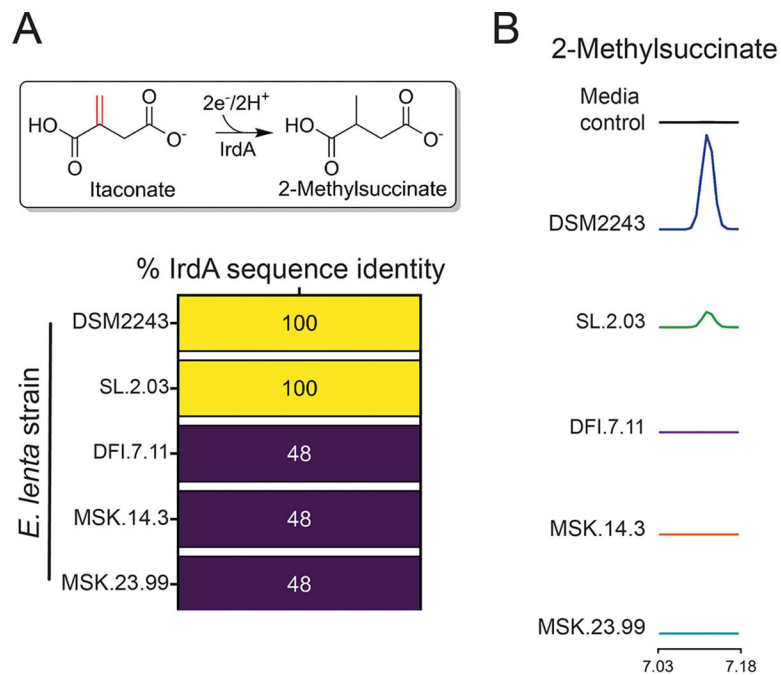 A
HO
O
O
O-
Itaconate
2e-/2H+
IrdA
HO
O
O
O-
2-Methylsuccinate
% IrdA sequence identity
E. lenta strain
DSM2243
100
SL.2.03
100
DFI.7.11
48
MSK.14.3
48
MSK.23.99
48
B
2-Methylsuccinate
Media
control
DSM2243
SL.2.03
DFI.7.11
MSK.14.3
MSK.23.99
7.03
7.18